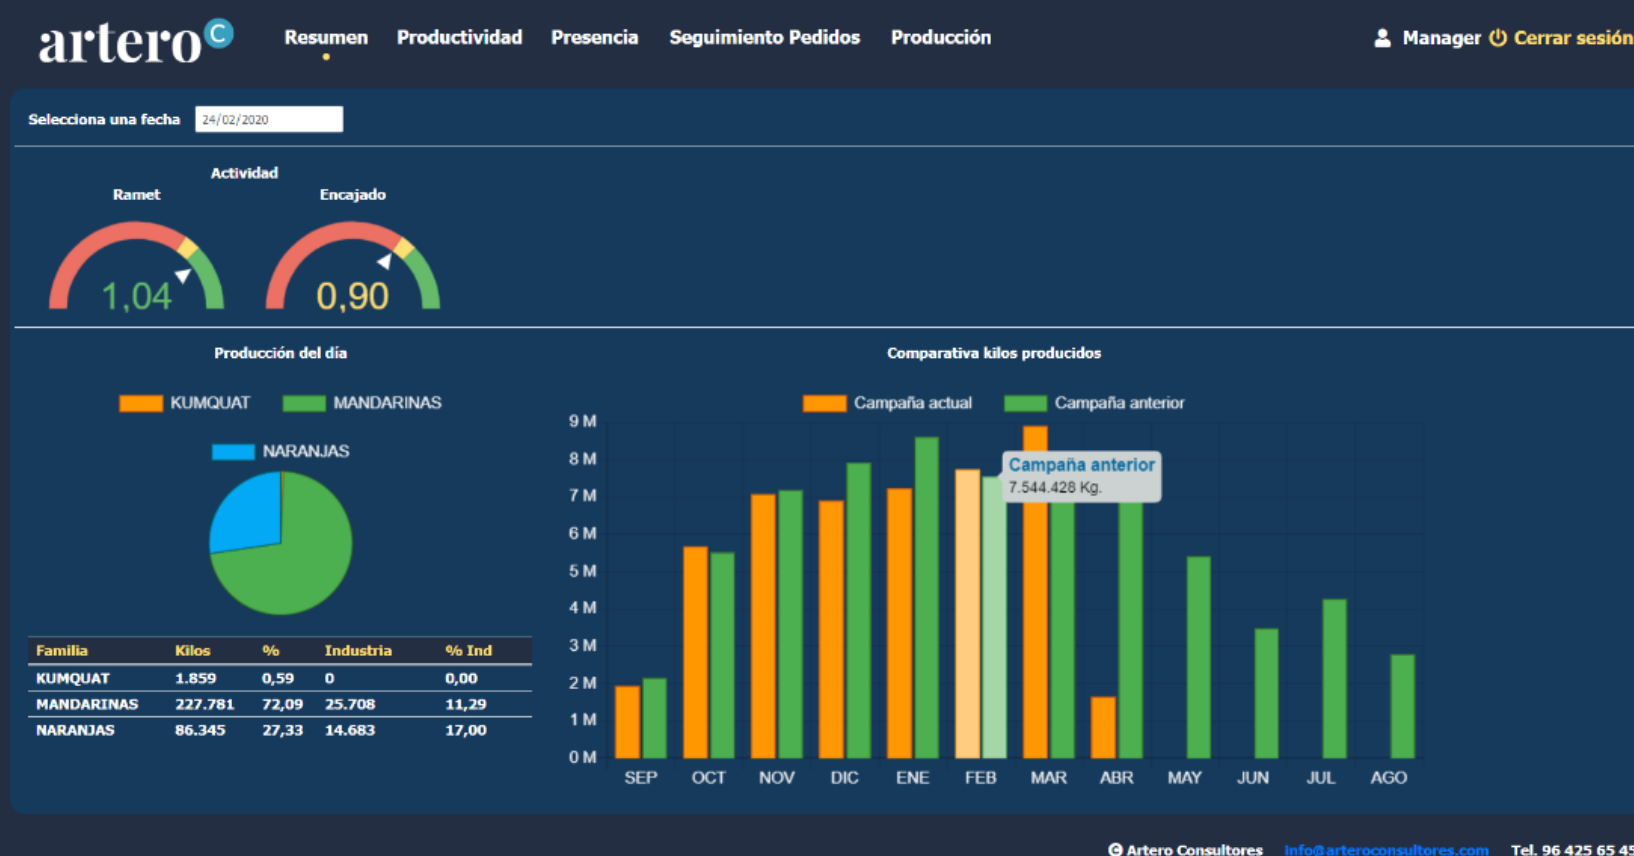 artero C Resumen Productividad Presencia Seguimiento Pedidos Producción Manager Cerrar sesión
Selecciona una fecha 24/02/2020
Actividad
Ramet Encajado
1,04 0,90
Producción del día Comparativa kilos producidos
KUMQUAT MANDARINAS Campaña actual Campaña anterior
NARANJAS
9 M
8 M
7 M
6 M
5 M
4 M
3 M
2 M
1 M
0 M
Campaña anterior
7.544.428 Kg.
SEP OCT NOV DIC ENE FEB MAR ABR MAY JUN JUL AGO
Familia Kilos % Industria % Ind
KUMQUAT 1.859 0,59 0 0,00
MANDARINAS 227.781 72,09 25.708 11,29
NARANJAS 86.345 27,33 14.683 17,00
Artero Consultores info@arteroconsultores.com Tel. 96 425 65 45